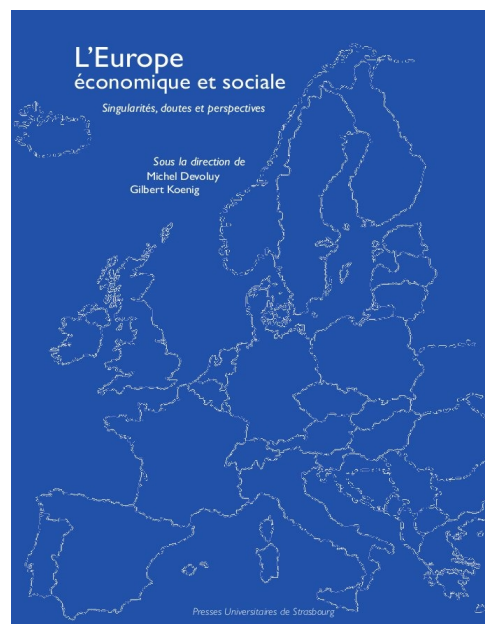 L'Europe
économique et sociale
Singularités, doutes et perspectives
Sous la direction de
Michel Devoluy
Gilbert Koenig
Presses Universitaires de Strasbourg